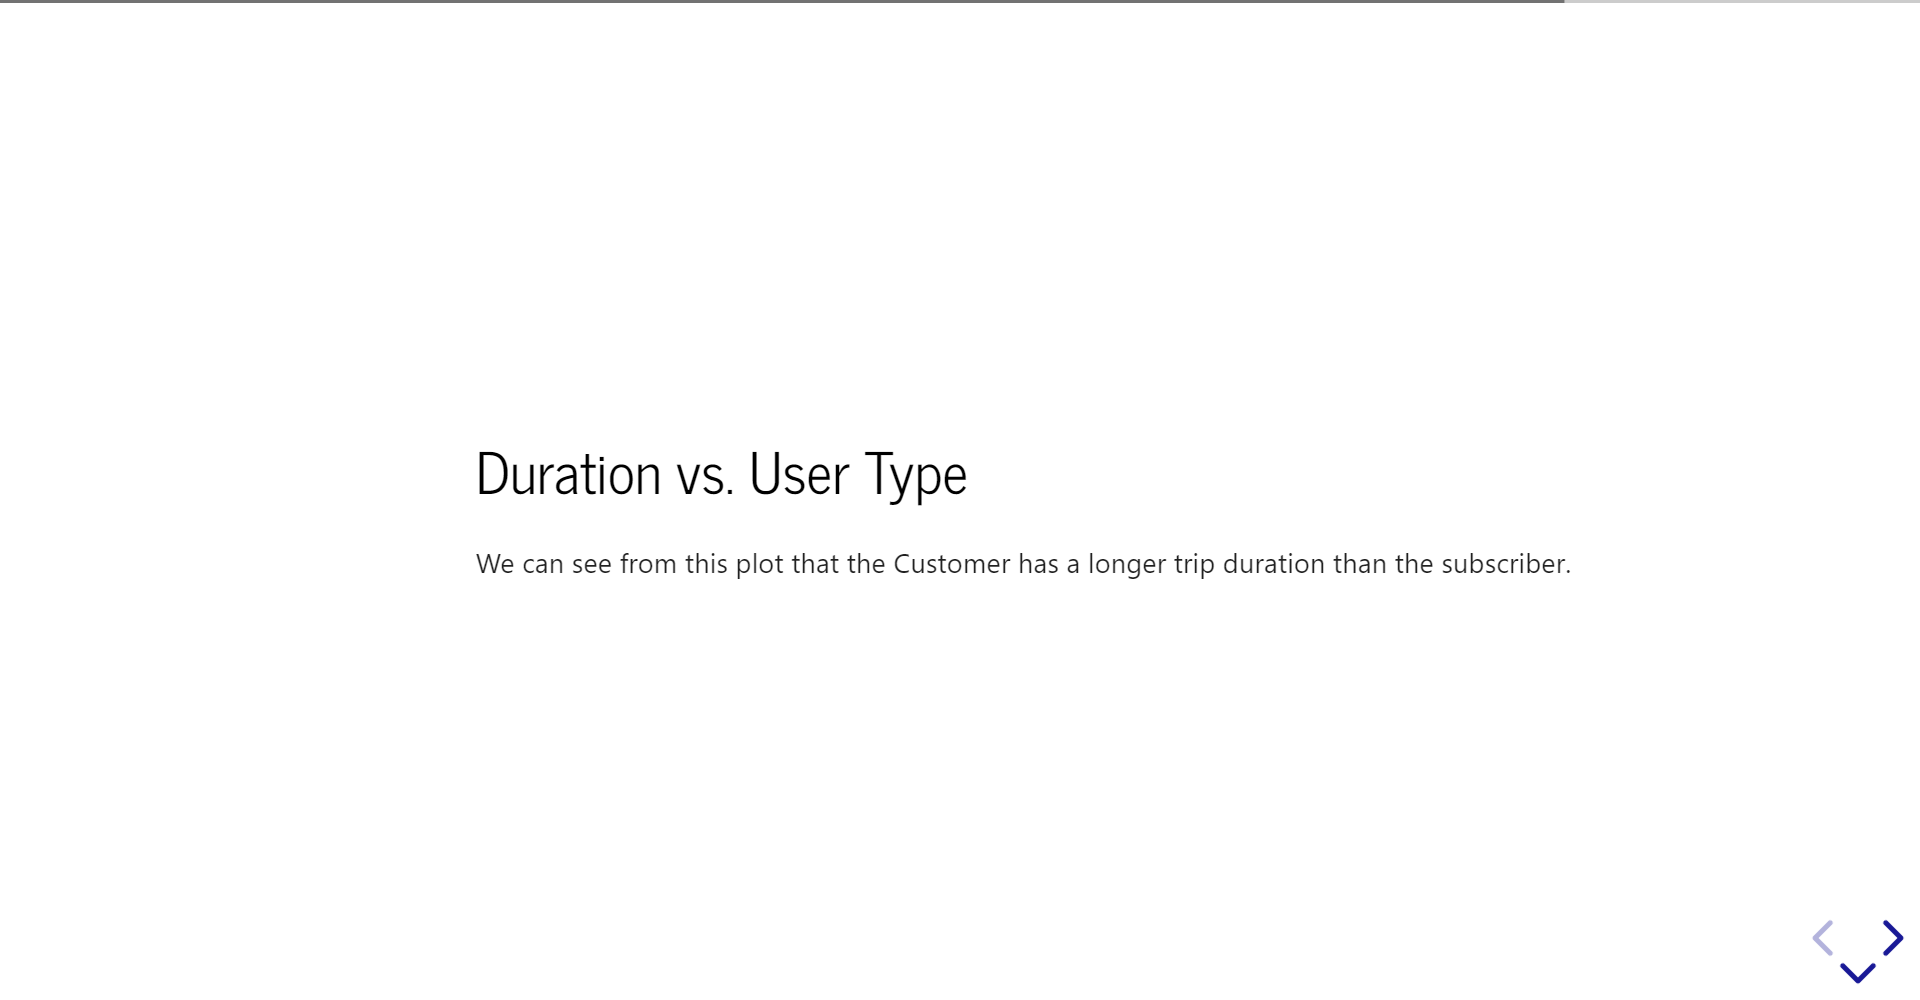 Duration vs. User Type
We can see from this plot that the Customer has a longer trip duration than the subscriber.